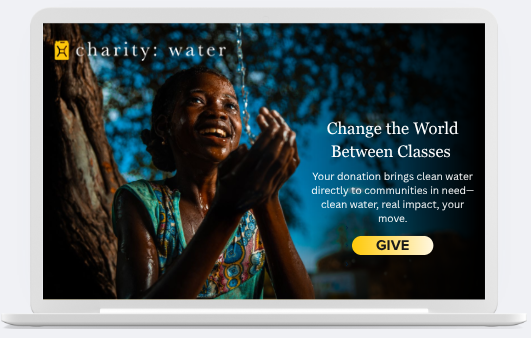 charity: water
Change the World
Between Classes
Your donation brings clean water
directly to communities in need—
clean water, real impact, your
move.
GIVE